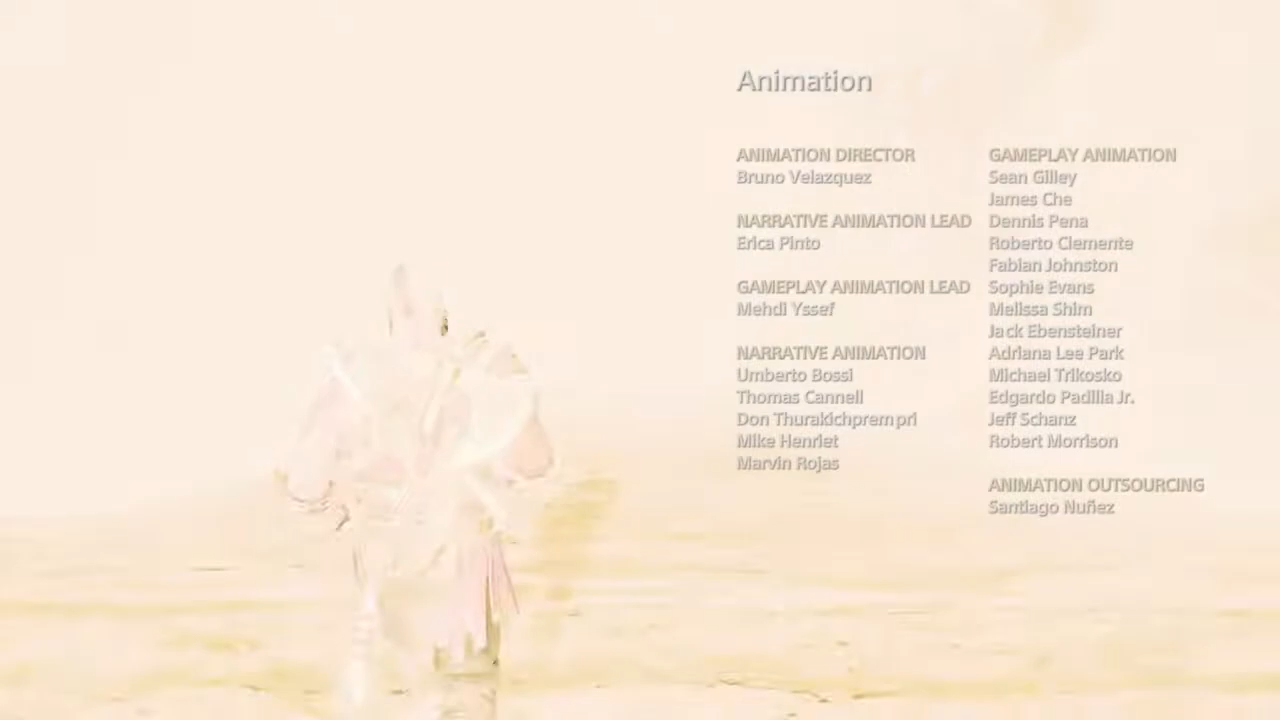 Animation
ANIMATION DIRECTOR
Bruno Velazquez
NARRATIVE ANIMATION LEAD
Erica Pinto
GAMEPLAY ANIMATION LEAD
Mehdi Yssef
NARRATIVE ANIMATION
Umberto Bossi
Thomas Cannell
Don Thurakichprempri
Mike Henriet
Marvin Rojas
GAMEPLAY ANIMATION
Sean Gilley
James Che
Dennis Pena
Roberto Clemente
Fabian Johnston
Sophie Evans
Melissa Shim
Jack Ebensteiner
Adriana Lee Park
Michael Trikosko
Edgardo Padilla Jr.
Jeff Schanz
Robert Morrison
ANIMATION OUTSOURCING
Santiago Nuñez